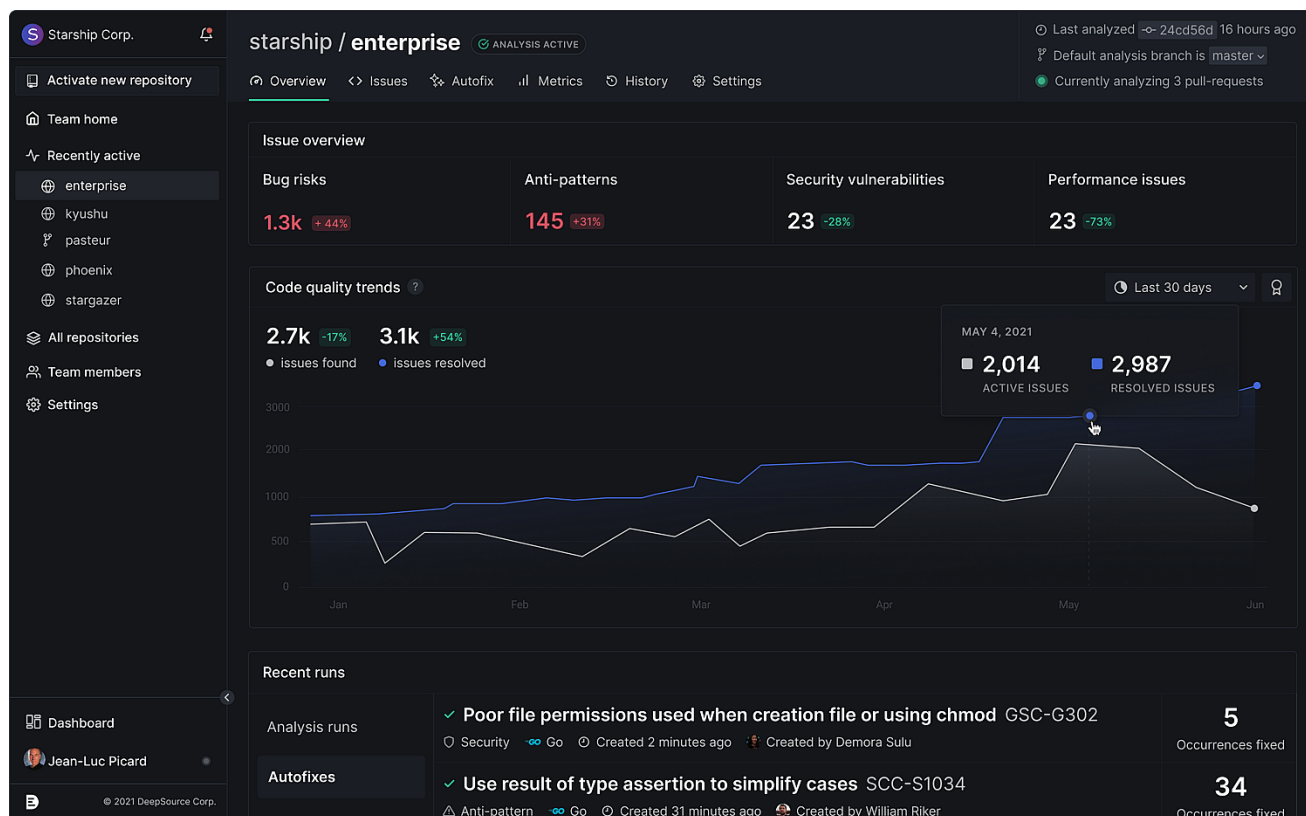 S Starship Corp.
Activate new repository
Team home
Recently active
enterprise
kyushu
pasteur
phoenix
stargazer
All repositories
Team members
Settings
Dashboard
Jean-Luc Picard
© 2021 DeepSource Corp.
starship / enterprise ANALYSIS ACTIVE
Last analyzed 24cd56d 16 hours ago
Default analysis branch is master
Currently analyzing 3 pull-requests
Overview Issues Autofix Metrics History Settings
Issue overview
Bug risks
1.3k + 44%
Anti-patterns
145 +31%
Security vulnerabilities
23 -28%
Performance issues
23 -73%
Code quality trends ?
Last 30 days
2.7k -17%
issues found
3.1k +54%
issues resolved
MAY 4, 2021
2,014 2,987
ACTIVE ISSUES RESOLVED ISSUES
3000
2000
1000
500
0
Jan Feb Mar Apr May Jun
Recent runs
Analysis runs
Autofixes
Poor file permissions used when creation file or using chmod GSC-G302
Security GO Go Created 2 minutes ago Created by Demora Sulu
5
Occurrences fixed
Use result of type assertion to simplify cases SCC-S1034
Anti-pattern GO Go Created 31 minutes ago Created by William Riker
34
Occurrences fixed